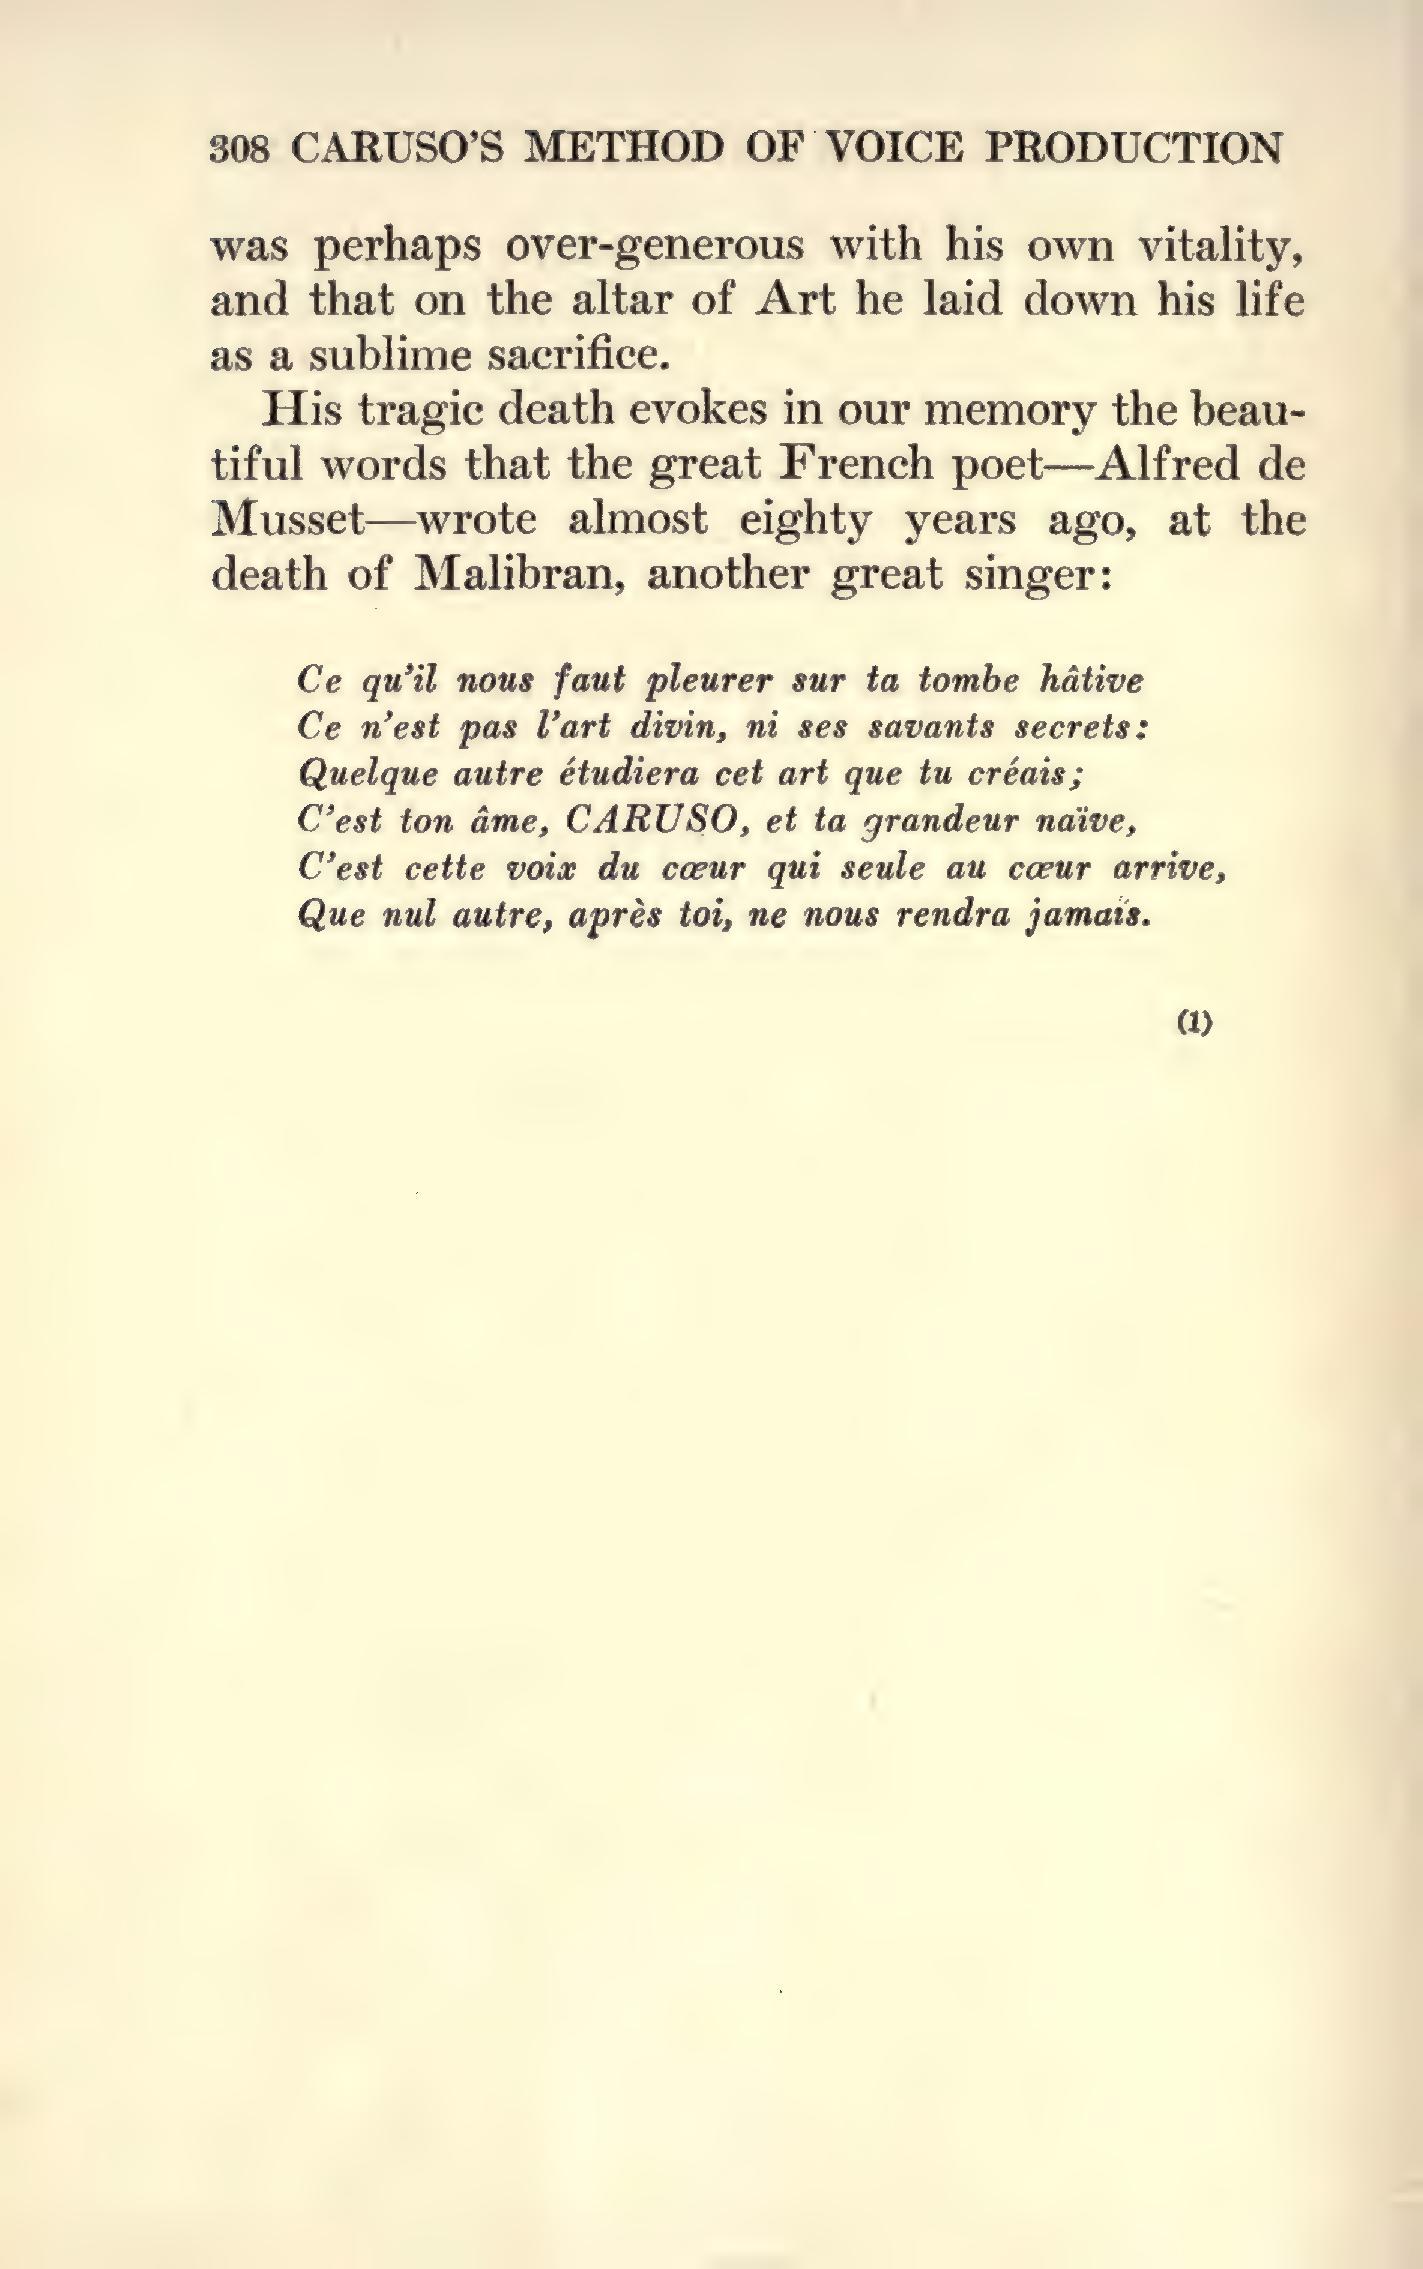 308 CARUSO'S METHOD OF VOICE PRODUCTION
was perhaps over-generous with his own vitality,
and that on the altar of Art he laid down his life
as a sublime sacrifice.
His tragic death evokes in our memory the beau-
tiful words that the great French poet—Alfred de
Musset—wrote almost eighty years ago, at the
death of Malibran, another great singer:
Ce qu'il nous faut pleurer sur ta tombe hâtive
Ce n'est pas l'art divin, ni ses savants secrets:
Quelque autre étudiera cet art que tu créais;
C'est ton âme, CARUSO, et ta grandeur naïve,
C'est cette voix du cœur qui seule au cœur arrive,
Que nul autre, après toi, ne nous rendra jamais.
(1)